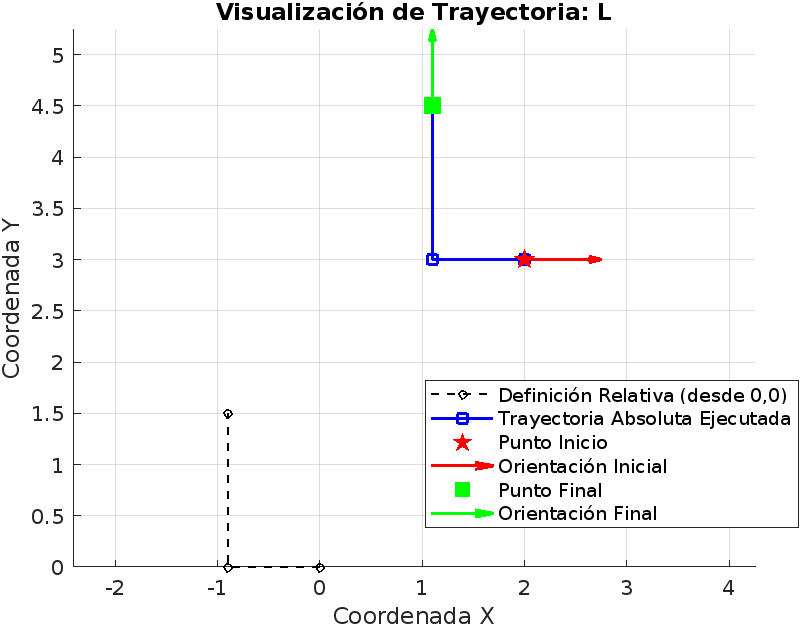 Visualización de Trayectoria: L
5
4.5
4
3.5
3
2.5
2
1.5
1
0.5
0
Coordenada Y
Definición Relativa (desde 0,0)
Trayectoria Absoluta Ejecutada
Punto Inicio
Orientación Inicial
Punto Final
Orientación Final
-2
-1
0
1
2
3
4
Coordenada X